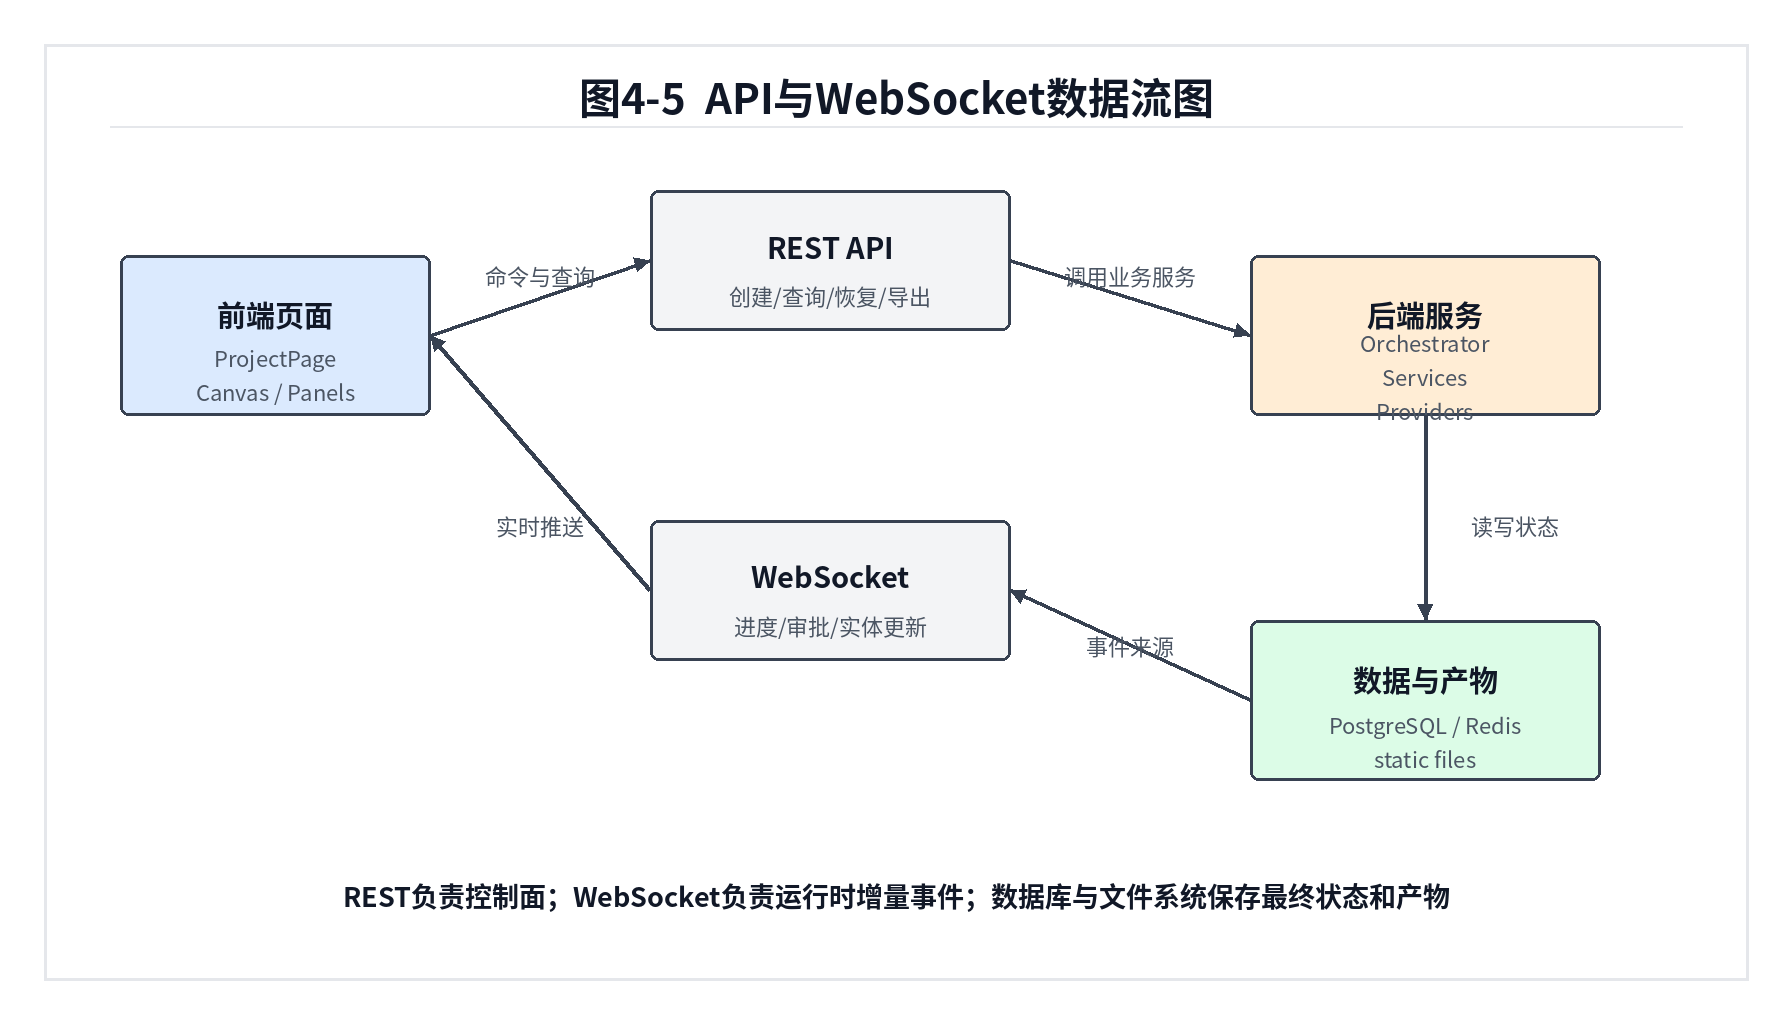 图4-5 API与WebSocket数据流图
REST API
创建/查询/恢复/导出
命令与查询
调用业务服务
前端页面
ProjectPage
Canvas / Panels
后端服务
Orchestrator
Services
Providers
实时推送
读写状态
WebSocket
进度/审批/实体更新
事件来源
数据与产物
PostgreSQL / Redis
static files
REST负责控制面；WebSocket负责运行时增量事件；数据库与文件系统保存最终状态和产物